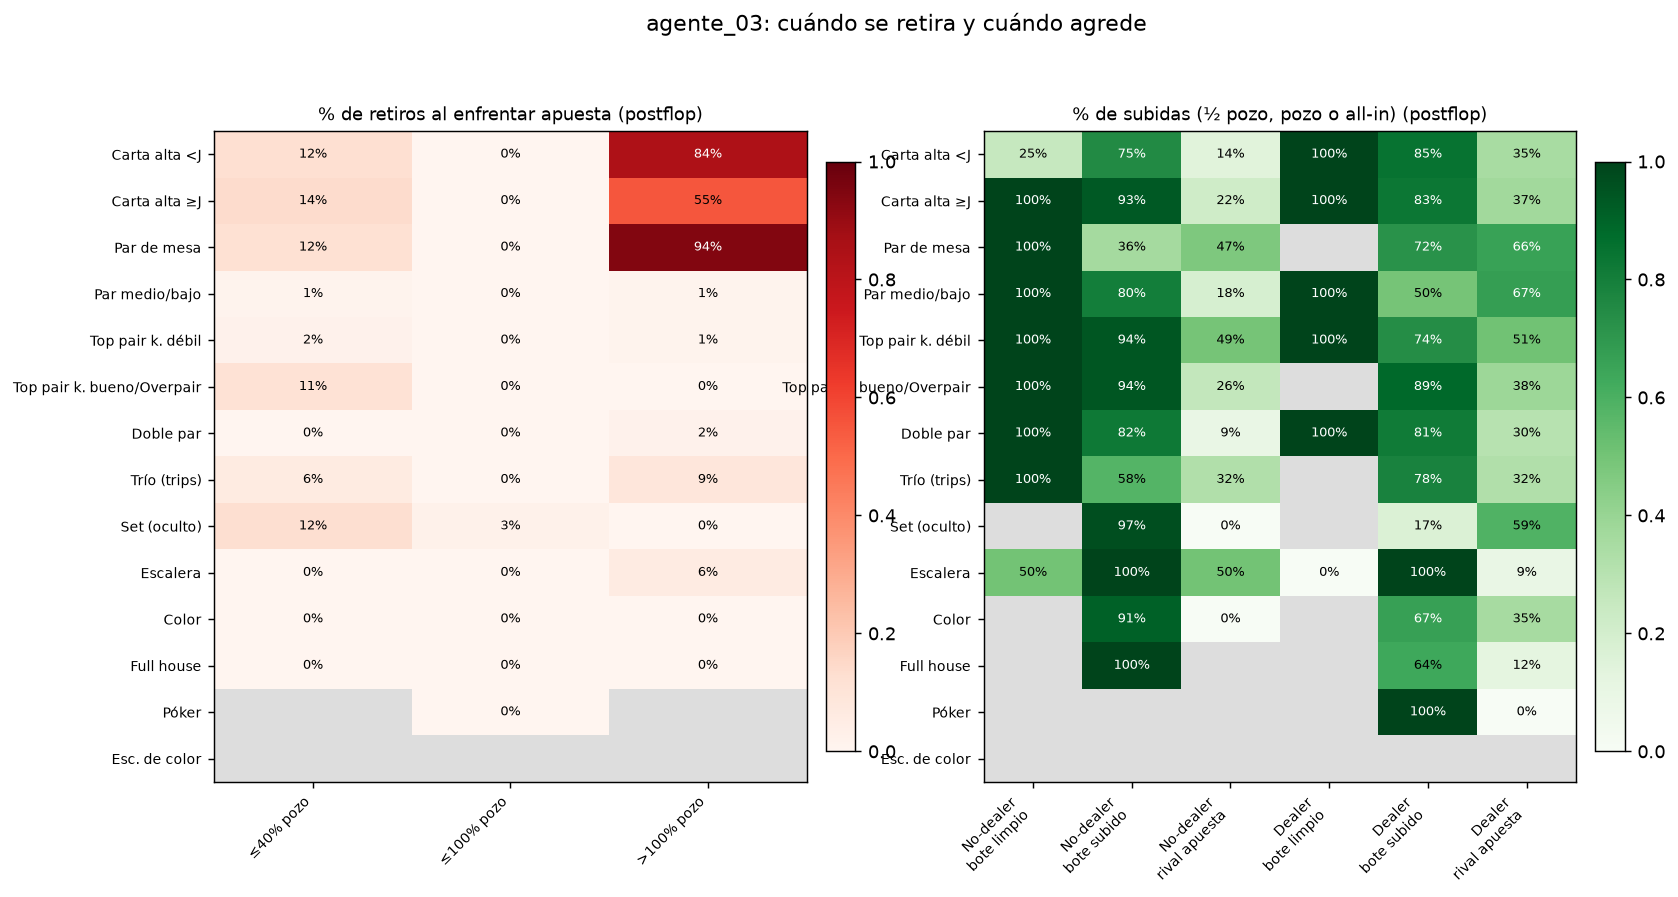 agente_03: cuándo se retira y cuándo agrede
% de retiros al enfrentar apuesta (postflop)
Carta alta <J 12% 0% 84%
Carta alta ≥J 14% 0% 55%
Par de mesa 12% 0% 94%
Par medio/bajo 1% 0% 1%
Top pair k. débil 2% 0% 1%
Top pair k. bueno/Overpair 11% 0% 0%
Doble par 0% 0% 2%
Trío (trips) 6% 0% 9%
Set (oculto) 12% 3% 0%
Escalera 0% 0% 6%
Color 0% 0% 0%
Full house 0% 0% 0%
Póker 0%
Esc. de color
≤40% pozo
≤100% pozo
>100% pozo
1.0
0.8
0.6
0.4
0.2
0.0
% de subidas (½ pozo, pozo o all-in) (postflop)
Carta alta <J 25% 75% 14% 100% 85% 35%
Carta alta ≥J 100% 93% 22% 100% 83% 37%
Par de mesa 100% 36% 47% 72% 66%
Par medio/bajo 100% 80% 18% 100% 50% 67%
Top pair k. débil 100% 94% 49% 100% 74% 51%
Top pa bueno/Overpair 100% 94% 26% 89% 38%
Doble par 100% 82% 9% 100% 81% 30%
Trío (trips) 100% 58% 32% 78% 32%
Set (oculto) 97% 0% 17% 59%
Escalera 50% 100% 50% 0% 100% 9%
Color 91% 0% 67% 35%
Full house 100% 64% 12%
Póker 100% 0%
Esc. de color
No-dealer
bote limpio
No-dealer
bote subido
No-dealer
rival apuesta
Dealer
bote limpio
Dealer
bote subido
Dealer
rival apuesta
1.0
0.8
0.6
0.4
0.2
0.0